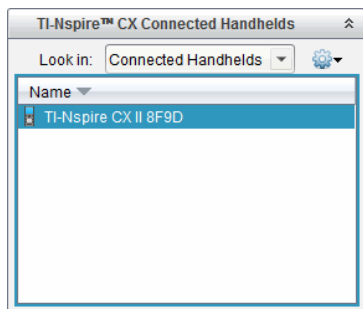 TI-Nspire™ CX Connected Handhelds
Look in: Connected Handhelds
Name
TI-Nspire CX II 8F9D